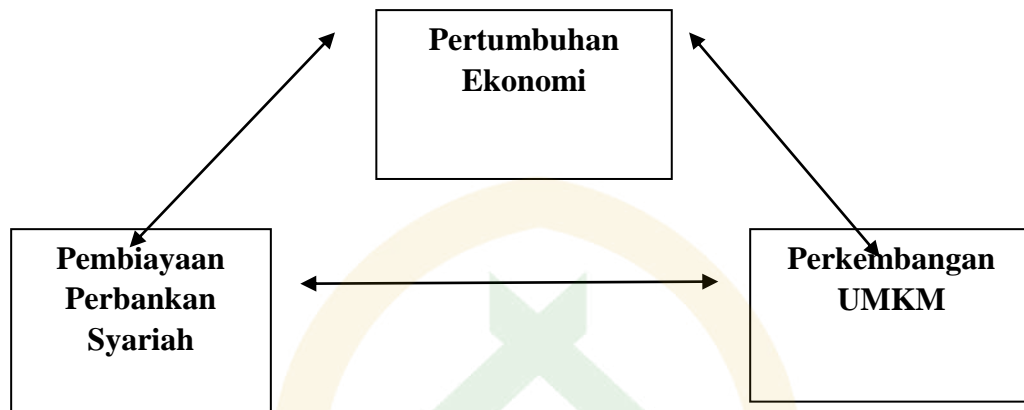 Pertumbuhan
Ekonomi
Pembiayaan
Perbankan
Syariah
Perkembangan
UMKM